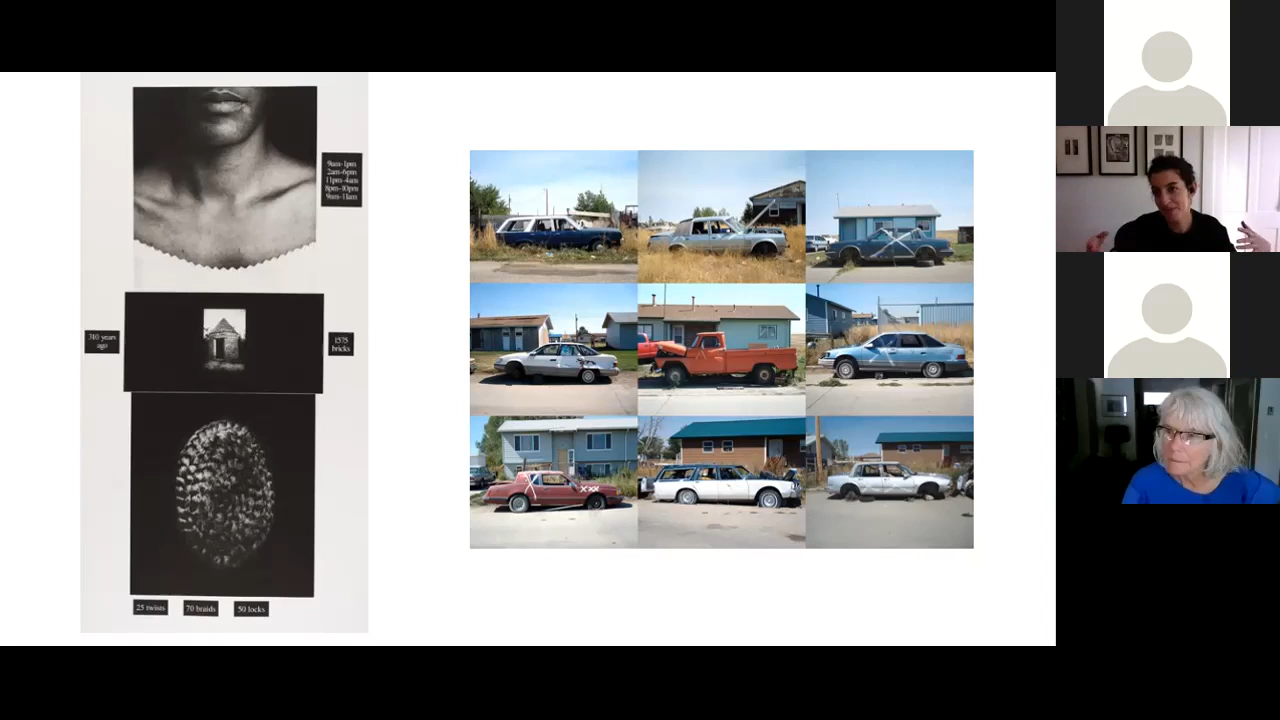 9am-1pm
2am-6pm
11pm-4am
8pm-10pm
9am-11am
310 years
ago
1575
bricks
25 twists
70 braids
50 locks
XXX